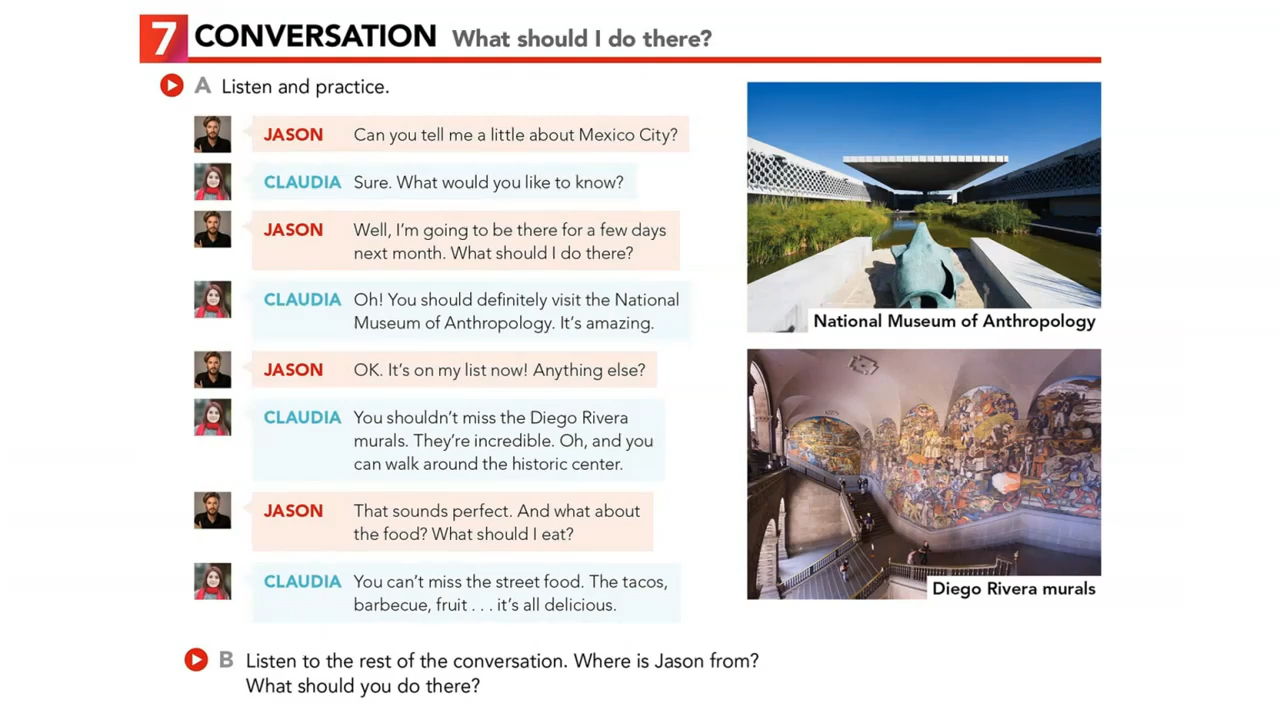 7 CONVERSATION What should I do there?
A Listen and practice.
JASON Can you tell me a little about Mexico City?
CLAUDIA Sure. What would you like to know?
JASON Well, I'm going to be there for a few days
next month. What should I do there?
CLAUDIA Oh! You should definitely visit the National
Museum of Anthropology. It's amazing.
JASON OK. It's on my list now! Anything else?
CLAUDIA You shouldn't miss the Diego Rivera
murals. They're incredible. Oh, and you
can walk around the historic center.
JASON That sounds perfect. And what about
the food? What should I eat?
CLAUDIA You can't miss the street food. The tacos,
barbecue, fruit . . . it's all delicious.
National Museum of Anthropology
Diego Rivera murals
B Listen to the rest of the conversation. Where is Jason from?
What should you do there?